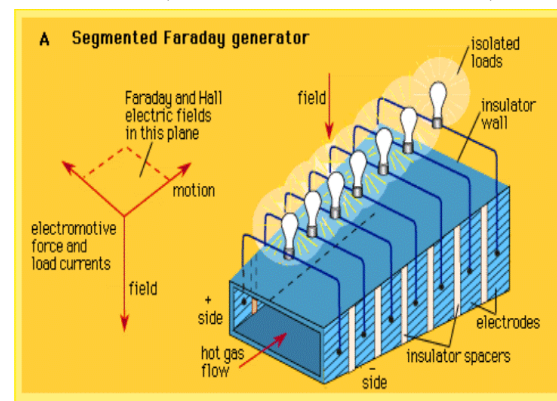 A Segmented Faraday generator
isolated
loads
Faraday and Hall
electric fields
in this plane
field
insulator
wall
motion
electromotive
force and
load currents
field
+
side
hot gas
flow
electrodes
insulator spacers
−
side